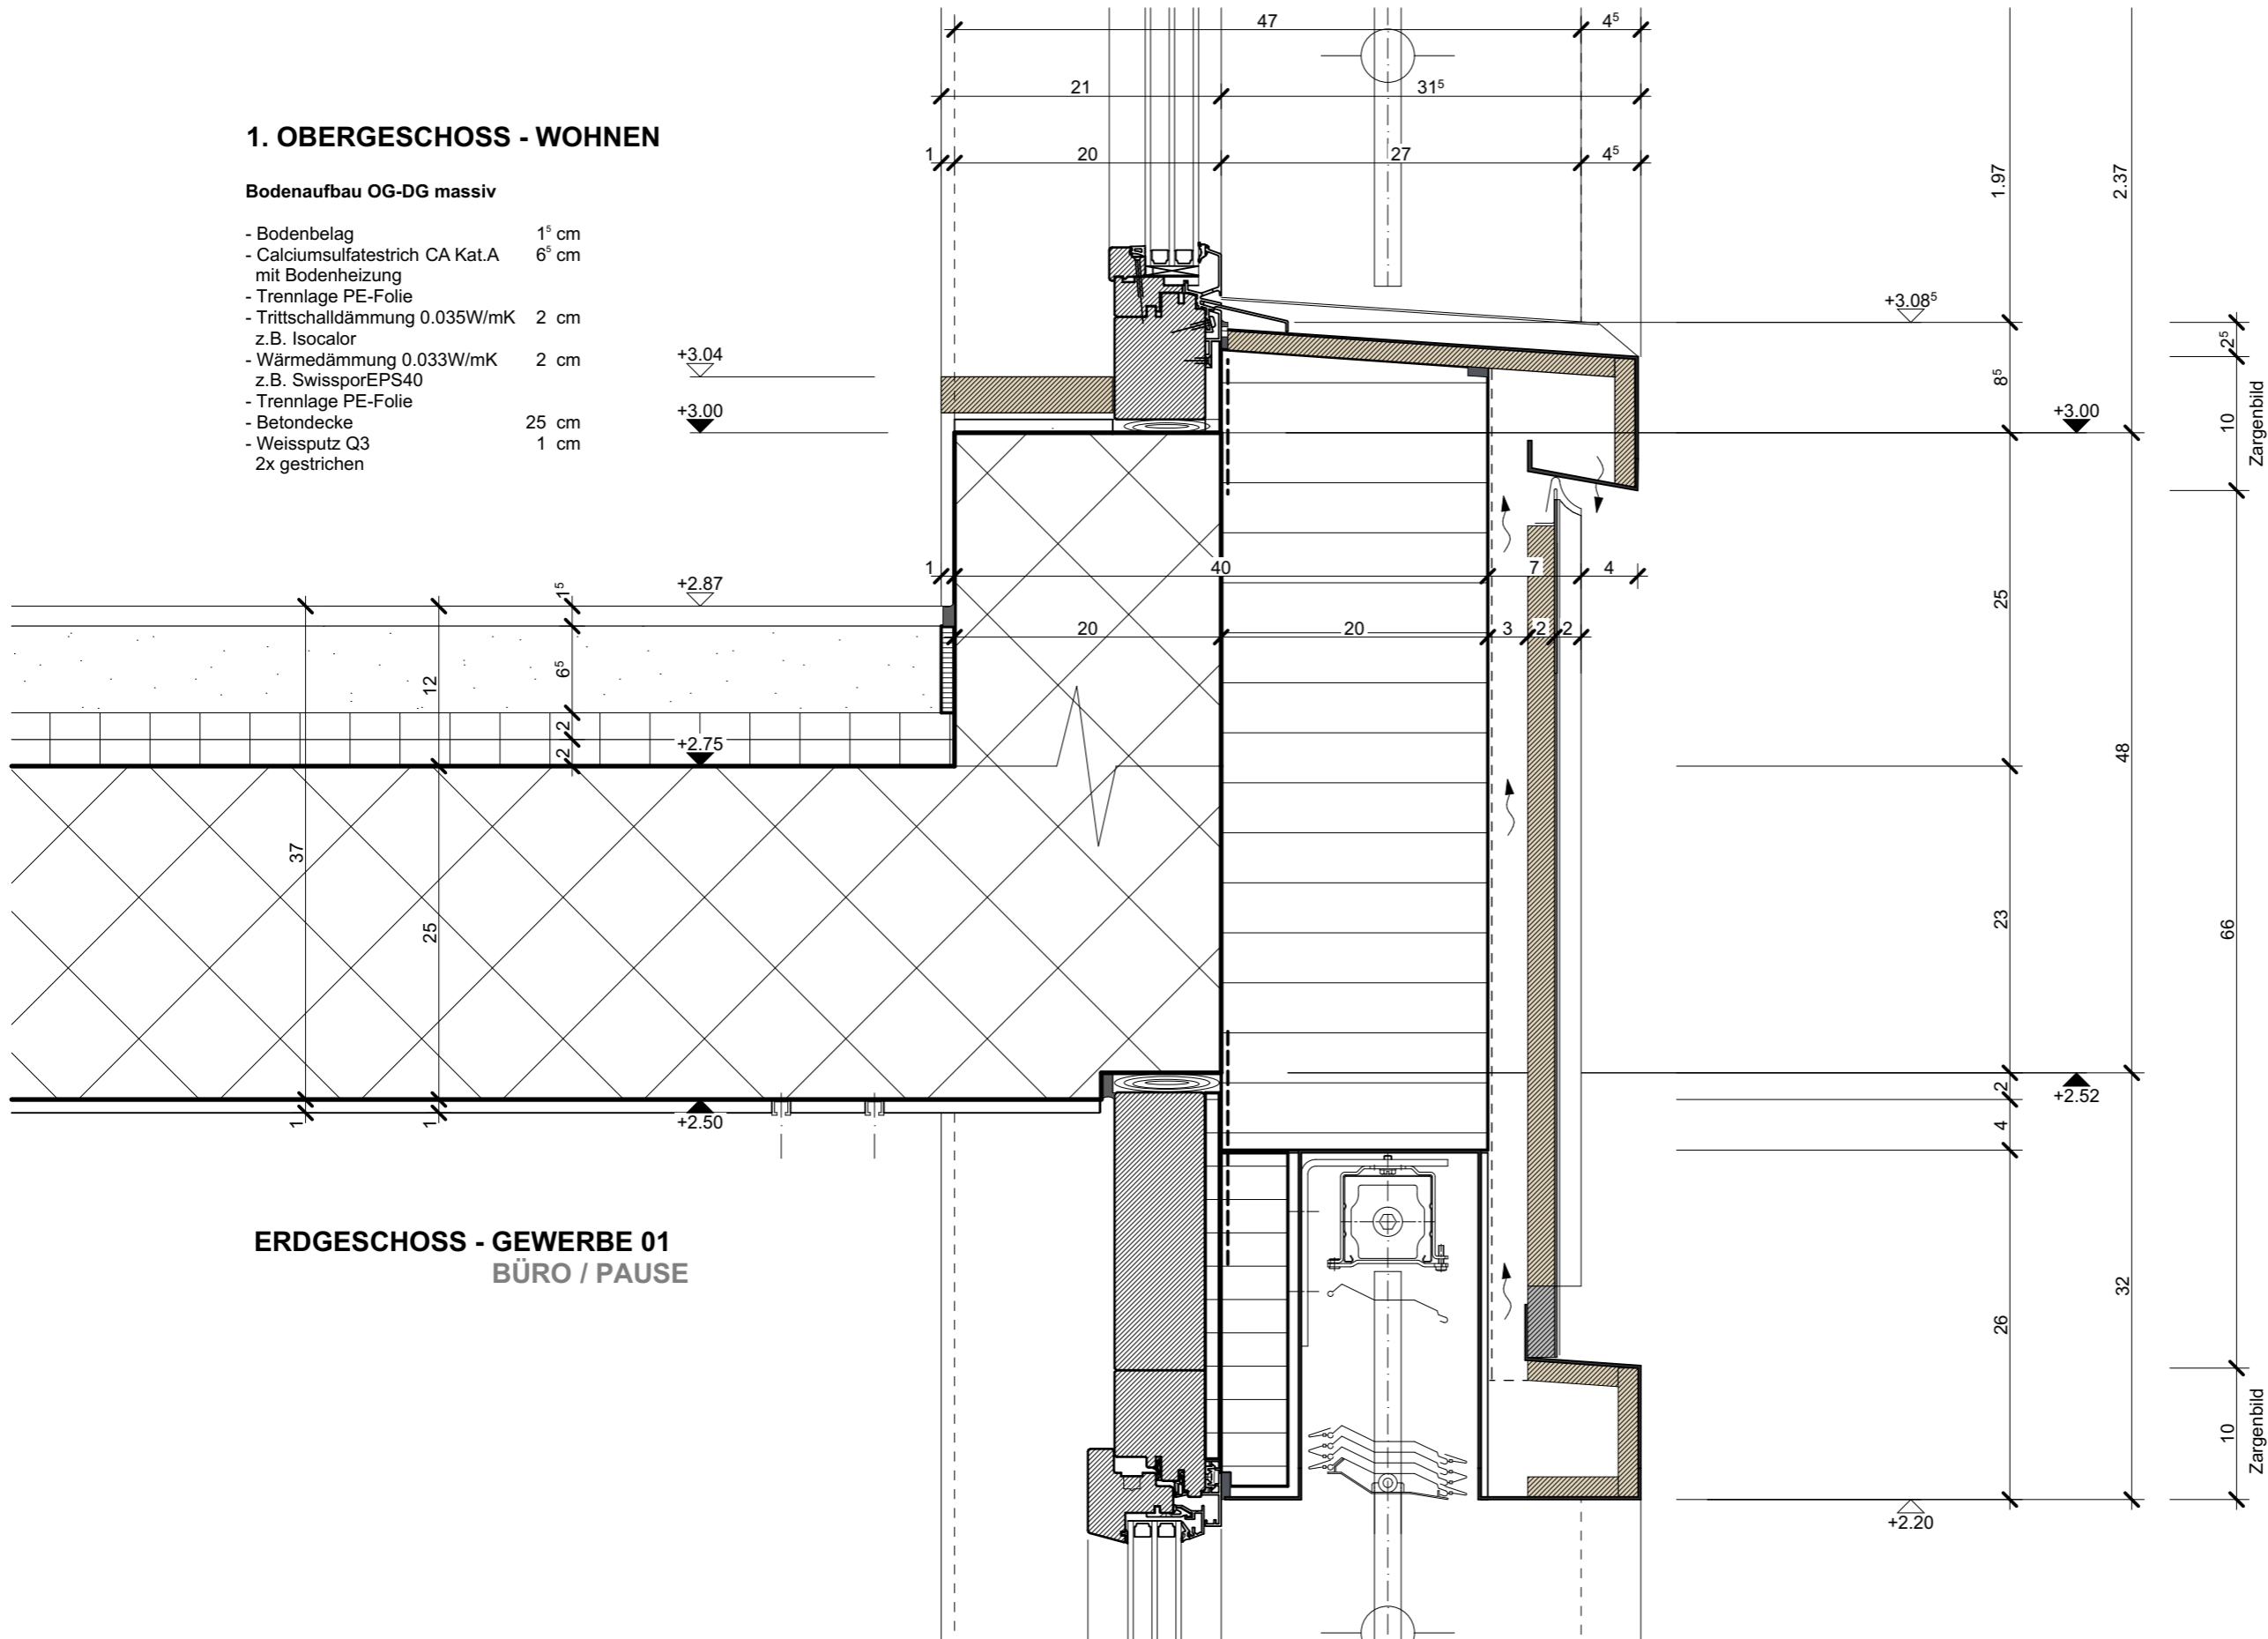 47
4⁵
21
31⁵
1. OBERGESCHOSS - WOHNEN
1
20
27
4⁵
1.97
2.37
Bodenaufbau OG-DG massiv
- Bodenbelag 1⁵ cm
- Calciumsulfatestrich CA Kat.A 6⁵ cm
mit Bodenheizung
- Trennlage PE-Folie
- Trittschalldämmung 0.035W/mK 2 cm
z.B. Isocalor
- Wärmedämmung 0.033W/mK 2 cm
z.B. SwissporEPS40
- Trennlage PE-Folie
- Betondecke 25 cm
- Weissputz Q3 1 cm
2x gestrichen
+3.04
+3.00
+3.08⁵
2⁵
8⁵
+3.00
10
Zargenbild
1
40
7
4
+2.87
1⁵
25
20
20
3
2
2
12
6⁵
2
2
+2.75
48
37
25
23
66
1
1
+2.50
2
+2.52
4
ERDGESCHOSS - GEWERBE 01
BÜRO / PAUSE
32
26
10
Zargenbild
+2.20